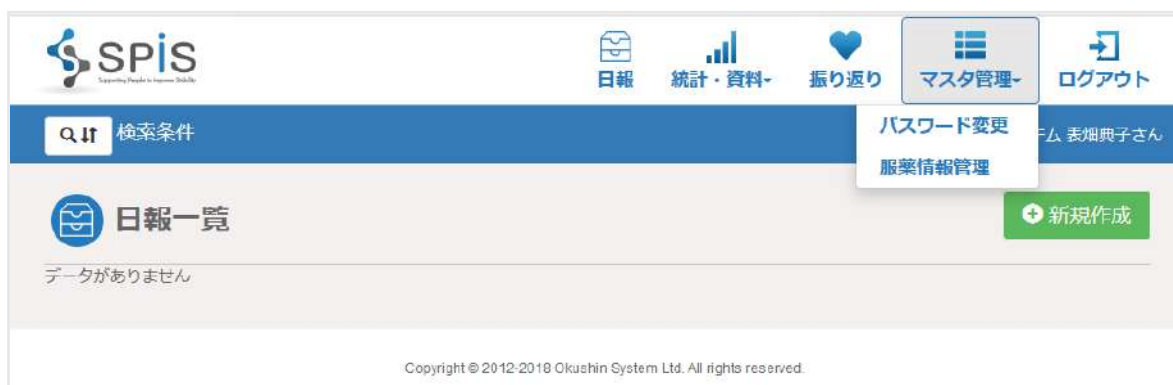 SPIS
Supporting People to Improve Stability
日報
統計・資料
振り返り
マスタ管理
ログアウト
検索条件
パスワード変更
テム 表畑典子さん
服薬情報管理
日報一覧
新規作成
データがありません
Copyright © 2012-2018 Okushin System Ltd. All rights reserved.